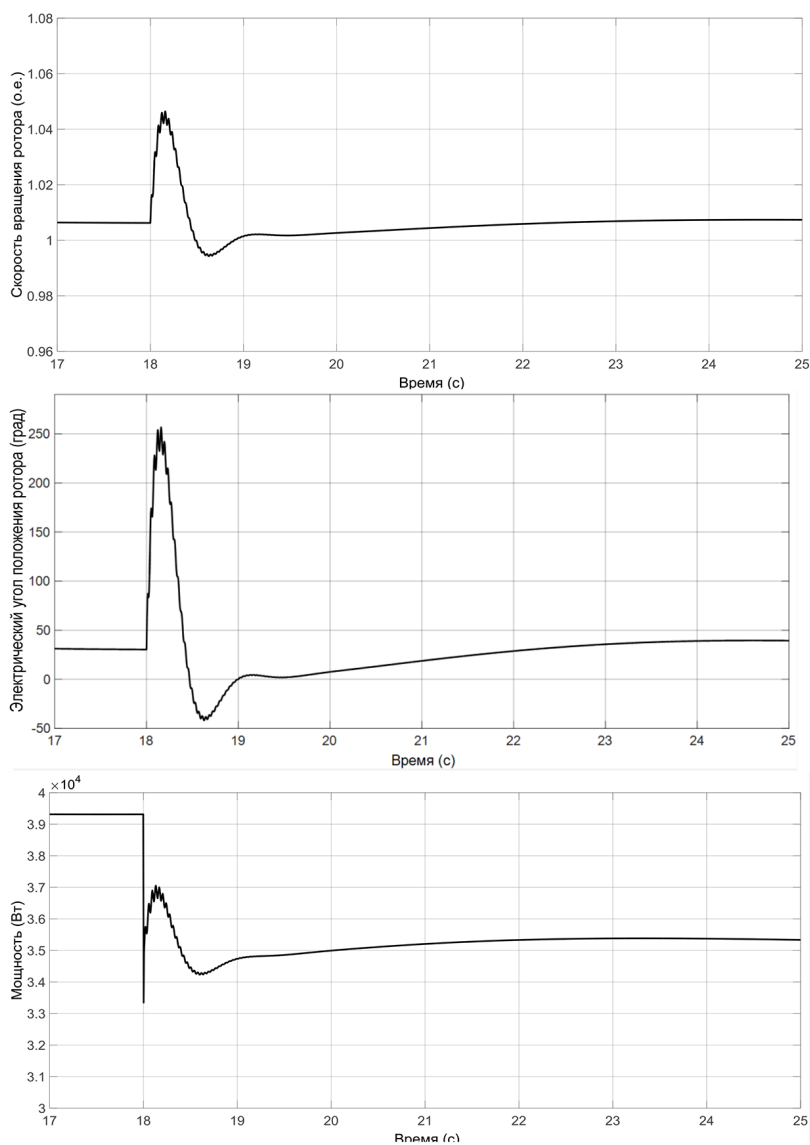 Скорость вращения ротора (о.е.)
1.08
1.06
1.04
1.02
1
0.98
0.96
17 18 19 20 21 22 23 24 25
Время (с)
Электрический угол положения ротора (град)
250
200
150
100
50
0
-50
17 18 19 20 21 22 23 24 25
Время (с)
×10⁴
Мощность (Вт)
4
3.9
3.8
3.7
3.6
3.5
3.4
3.3
3.2
3.1
3
17 18 19 20 21 22 23 24 25
Время (с)